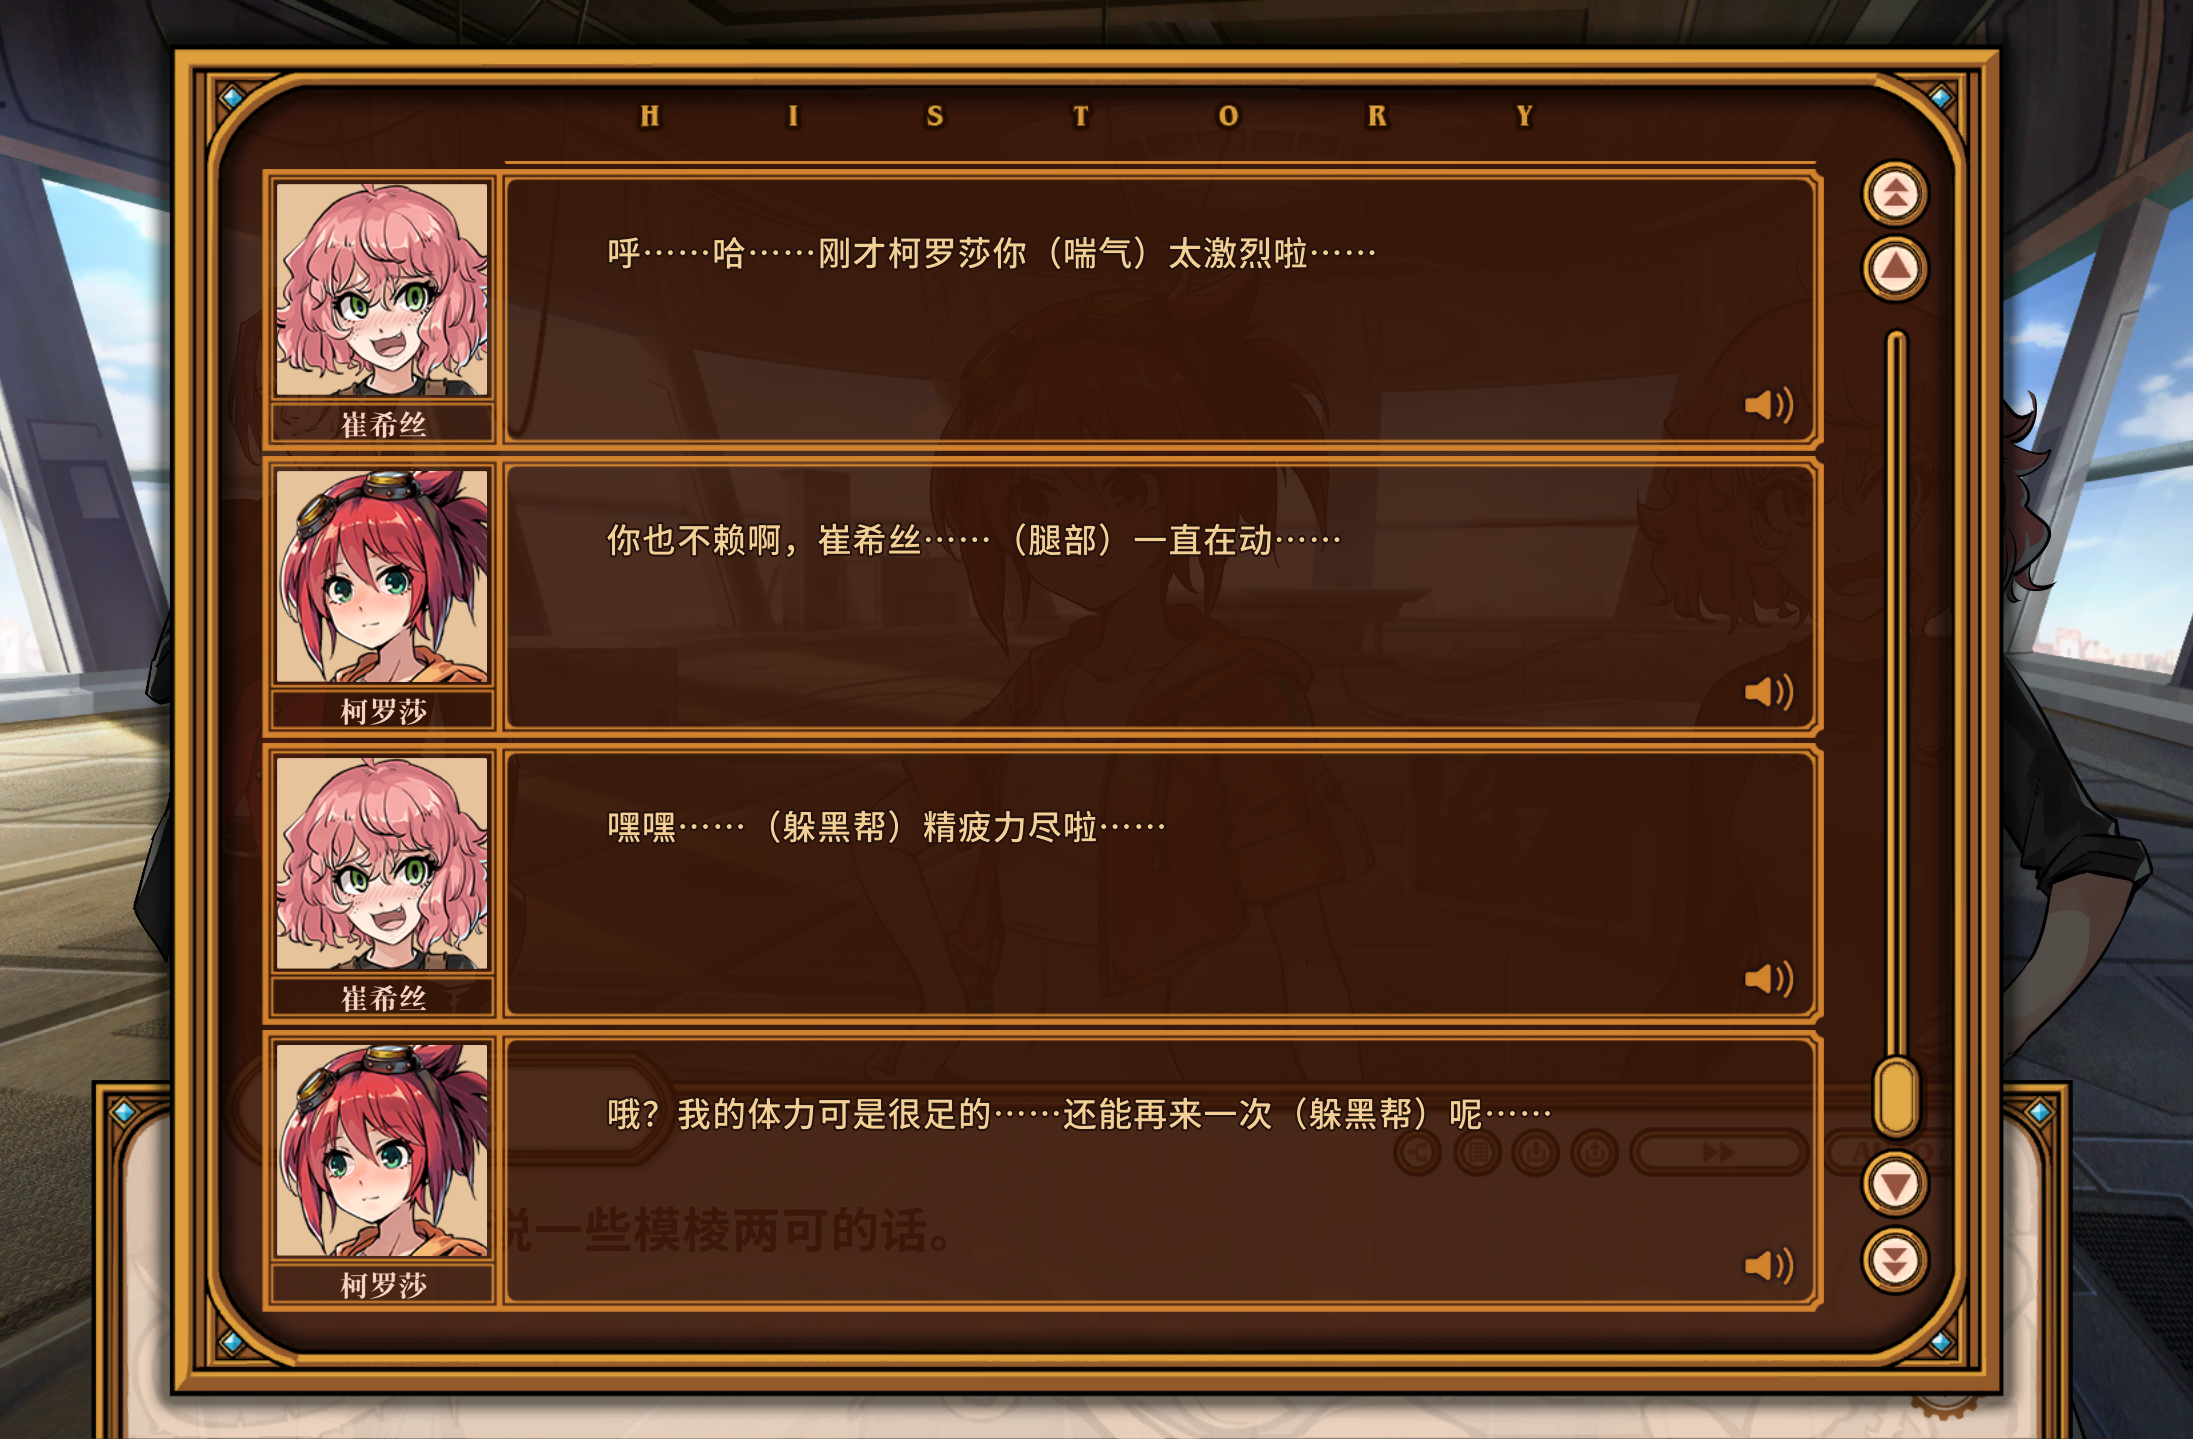 HISTORY
呼……哈……刚才柯罗莎你（喘气）太激烈啦……
崔希丝
你也不赖啊，崔希丝……（腿部）一直在动……
柯罗莎
嘿嘿……（躲黑帮）精疲力尽啦……
崔希丝
哦？我的体力可是很足的……还能再来一次（躲黑帮）呢……
说一些模棱两可的话。
柯罗莎